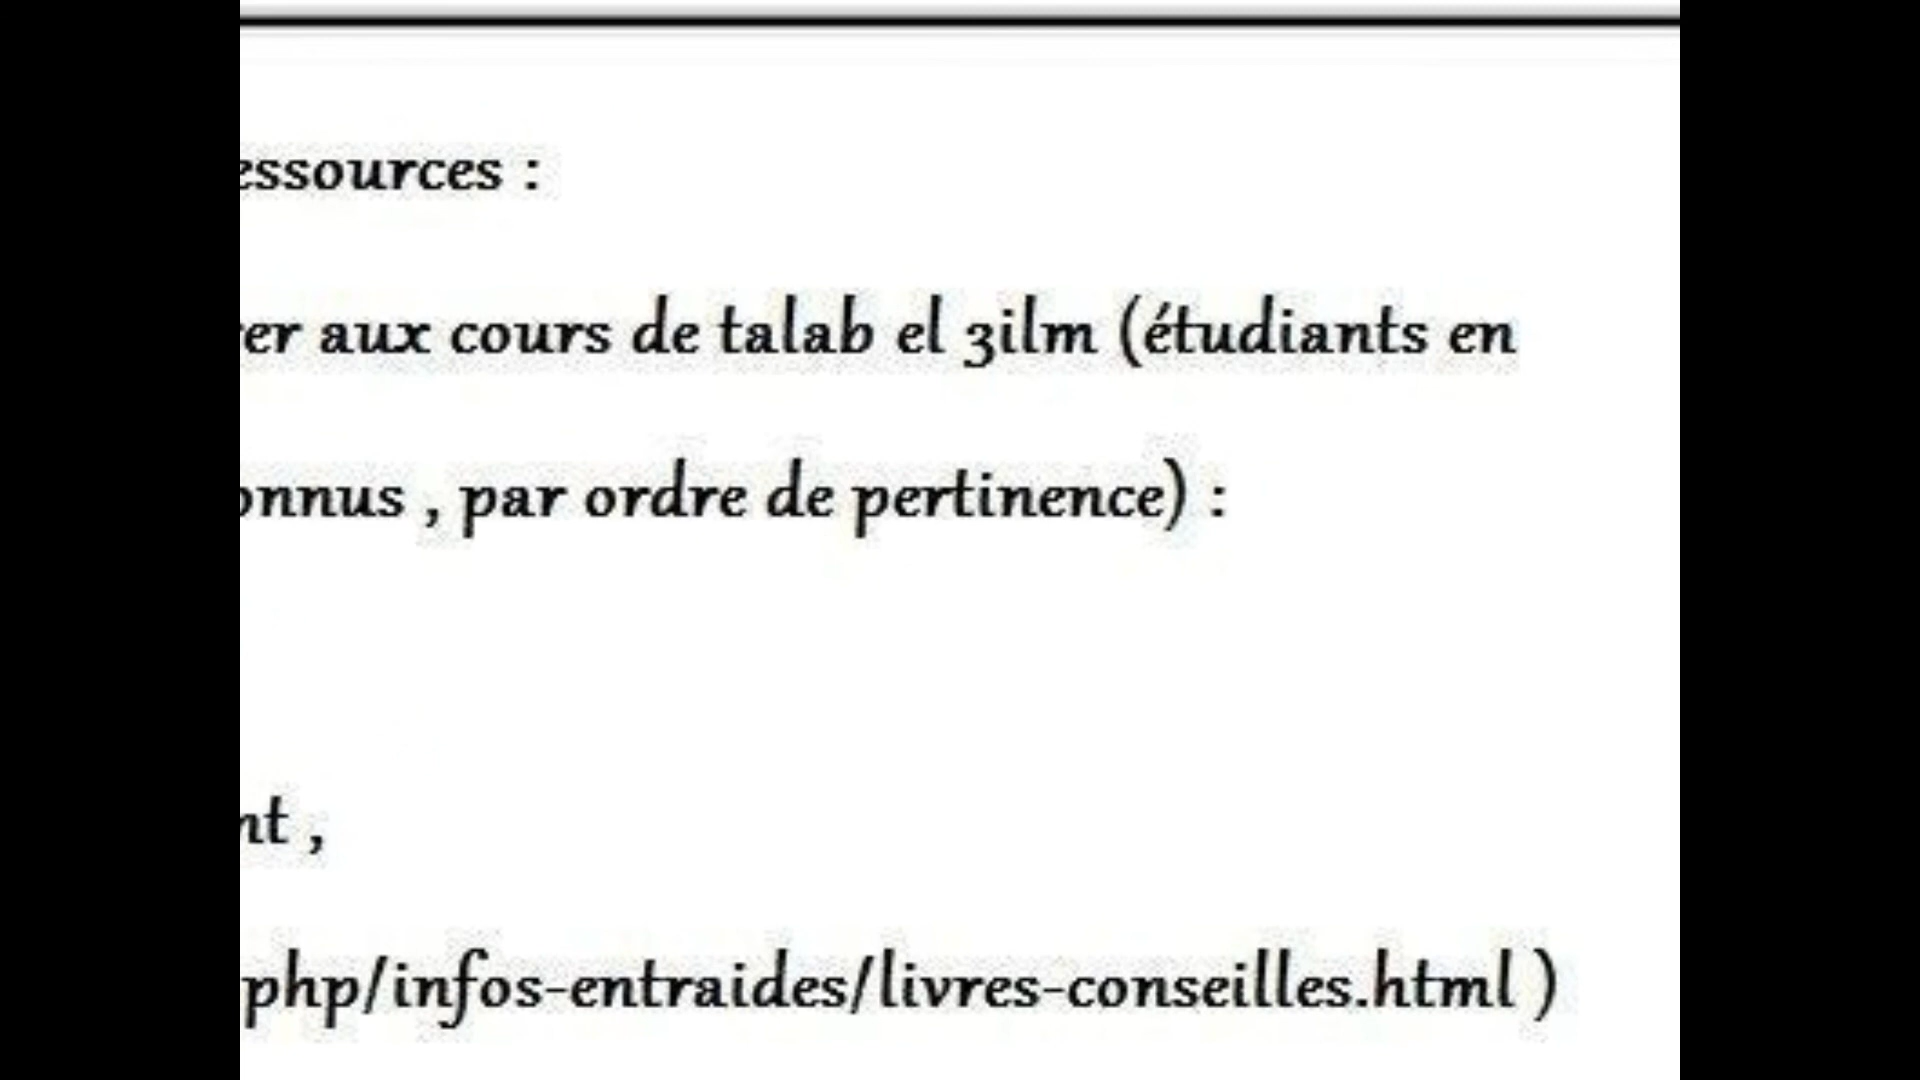 essources :
er aux cours de talab el 3ilm (étudiants en
onnus , par ordre de pertinence) :
nt ,
php/infos-entraides/livres-conseilles.html )